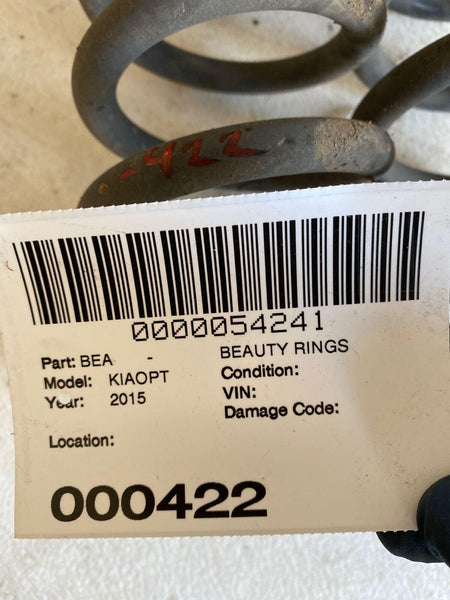 -422
0000054241
Part: BEA - BEAUTY RINGS
Model: KIAOPT Condition:
Year: 2015 VIN:
Damage Code:
Location:
000422